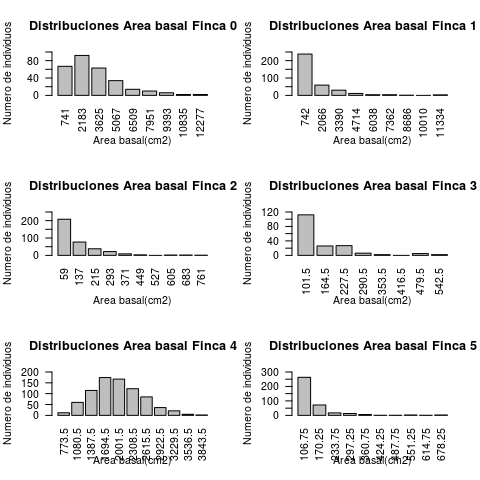 Distribuciones Area basal Finca 0
Numero de individuos
0 40 80
741 2183 3625 5067 6509 7951 9393 10835 12277
Area basal(cm2)
Distribuciones Area basal Finca 1
Numero de individuos
0 100 200
742 2066 3390 4714 6038 7362 8686 10010 11334
Area basal(cm2)
Distribuciones Area basal Finca 2
Numero de individuos
0 100 200
59 137 215 293 371 449 527 605 683 761
Area basal(cm2)
Distribuciones Area basal Finca 3
Numero de individuos
0 40 80 120
101.5 164.5 227.5 290.5 353.5 416.5 479.5 542.5
Area basal(cm2)
Distribuciones Area basal Finca 4
Numero de individuos
0 50 100 150 200
773.5 1080.5 1387.5 1694.5 2001.5 2308.5 2615.5 2922.5 3229.5 3536.5 3843.5
Area basal(cm2)
Distribuciones Area basal Finca 5
Numero de individuos
0 100 200 300
106.75 170.25 233.75 297.25 360.75 424.25 487.75 551.25 614.75 678.25
Area basal(cm2)